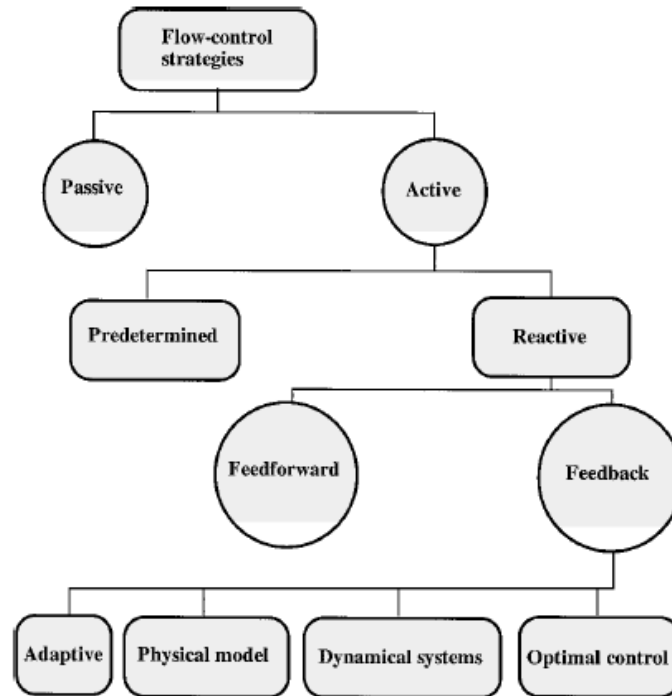 Flow-control
strategies
Passive
Active
Predetermined
Reactive
Feedforward
Feedback
Adaptive
Physical model
Dynamical systems
Optimal control